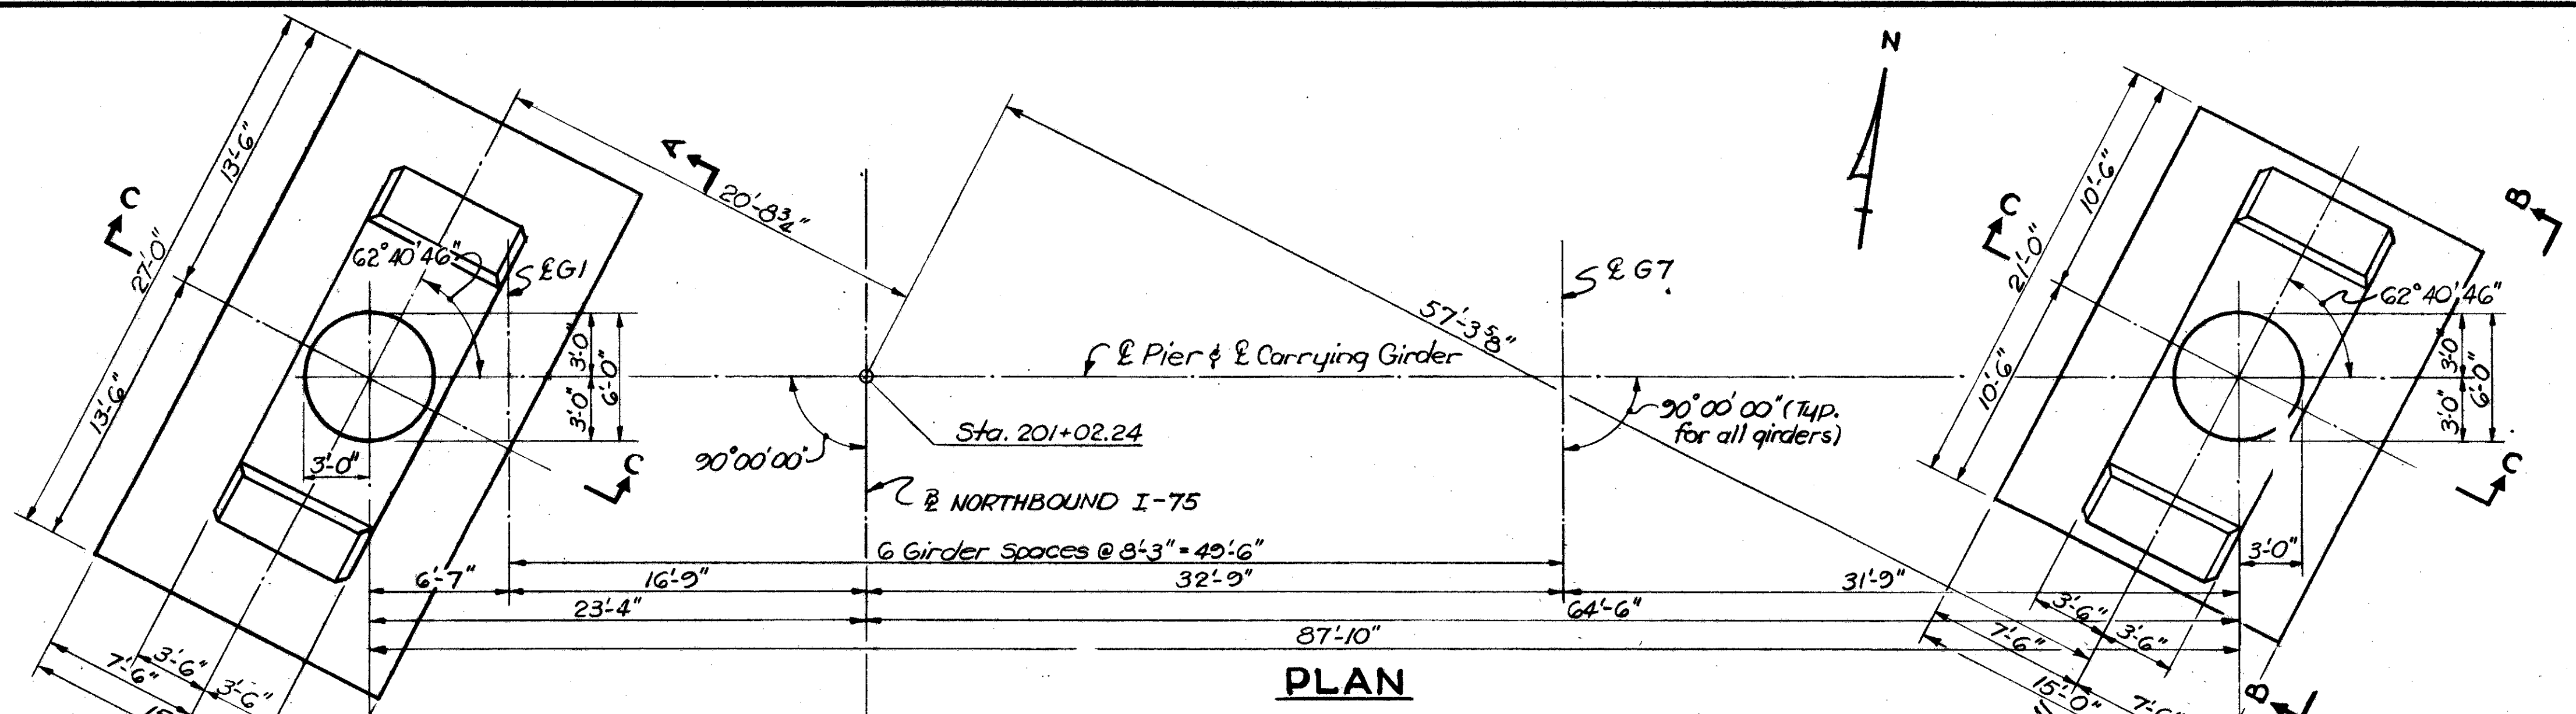 N
A
C
C
B
13'-6"
27'-0"
13'-6"
20'-8¾"
62°40'46"
℄ G1
3'-0"
3'-0"
6'-0"
3'-0"
C
90°00'00"
℄ Pier & ℄ Carrying Girder
Sta. 201+02.24
57'-3⅝"
℄ G7
90°00'00" (Typ.
for all girders)
B℄ NORTHBOUND I-75
10'-6"
21'-0"
10'-6"
62°40'46"
3'-0"
3'-0"
6'-0"
3'-0"
C
6 Girder Spaces @ 8'-3" = 49'-6"
6'-7"
16'-9"
32'-9"
31'-9"
23'-4"
64'-6"
87'-10"
7'-6"
3'-6"
3'-6"
3'-6"
7'-6"
3'-6"
15'-0"
7'-6"
B
PLAN